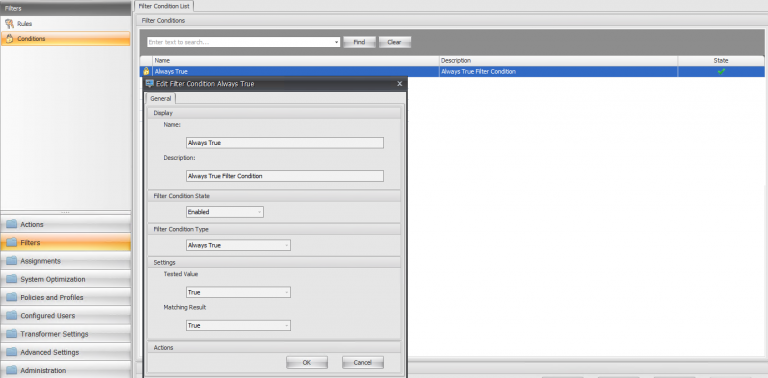 Filters
Rules
Conditions
Actions
Filters
Assignments
System Optimization
Policies and Profiles
Configured Users
Transformer Settings
Advanced Settings
Administration
Filter Condition List
Filter Conditions
Enter text to search...
Find
Clear
Name
Description
State
Always True
Always True Filter Condition
Edit Filter Condition Always True
X
General
Display
Name:
Always True
Description:
Always True Filter Condition
Filter Condition State
Enabled
Filter Condition Type
Always True
Settings
Tested Value
True
Matching Result
True
Actions
OK
Cancel